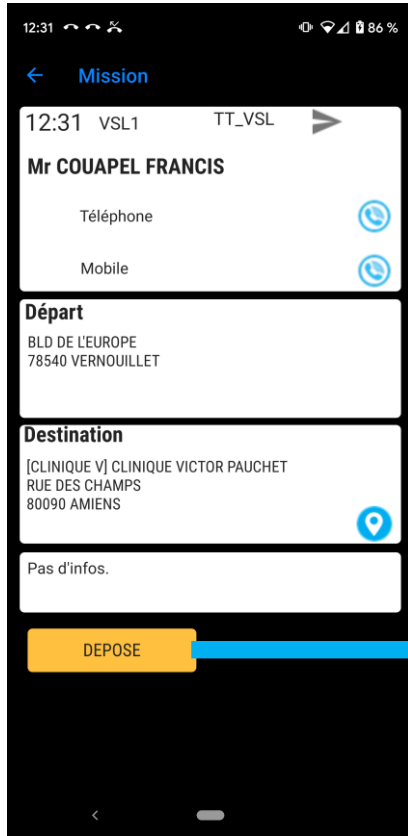 12:31 86 %
Mission
12:31 VSL1 TT_VSL
Mr COUAPEL FRANCIS
Téléphone
Mobile
Départ
BLD DE L'EUROPE
78540 VERNOUILLET
Destination
[CLINIQUE V] CLINIQUE VICTOR PAUCHET
RUE DES CHAMPS
80090 AMIENS
Pas d'infos.
DEPOSE